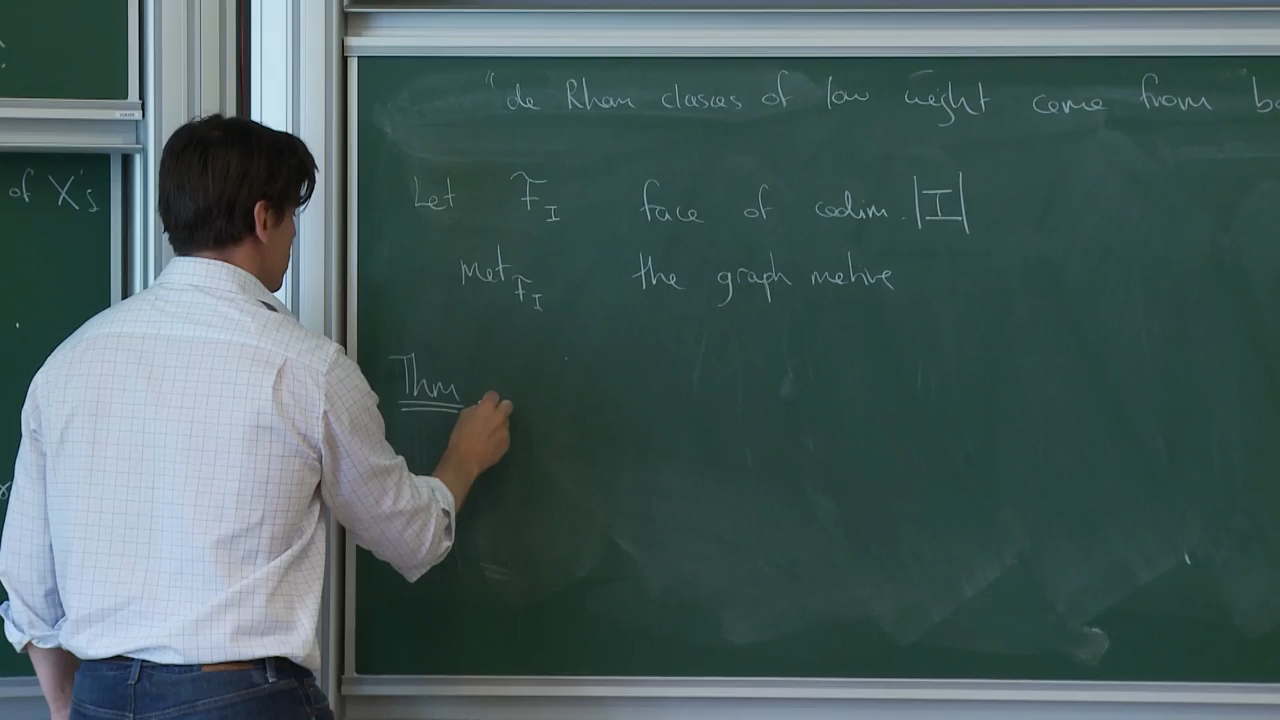 of X's
"de Rham classes of low weight come from
Let F_I face of codim. |I|
mot_{F_I} the graph motive
Thm